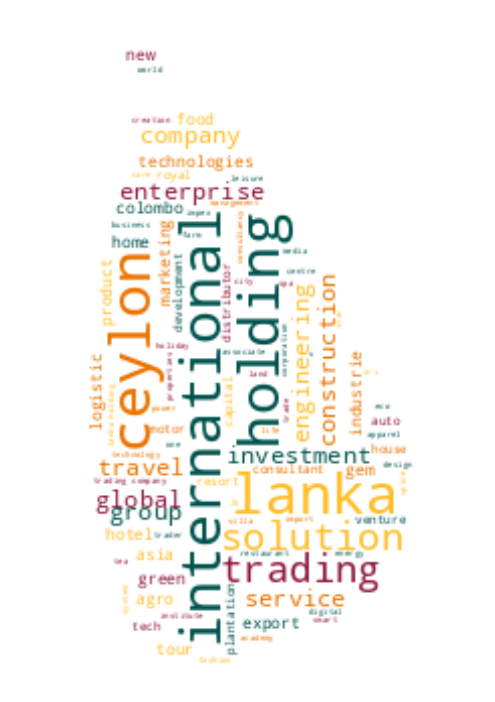 new
world
creation food
company
technologies
care royal leisure
enterprise
management
colombo impex
business farm
home
marketing
development
consultancy
international
holding
ceylon
product
distributor
media
centre
city spa
engineering
construction
corporation
holiday
associate
properties
land
capital
trade
logistic
industrie
power
life
eco
auto
motor
apparel
one
investment
house
technology
travel
consultant gem
design
trading company
resort
global
lanka
group
villa import venture
hotel trader
solution
asia
restaurant energy
tea
trading
green
plantation
agro
service
system
institute
digital
smart
tech
export
academy
tour
fashion